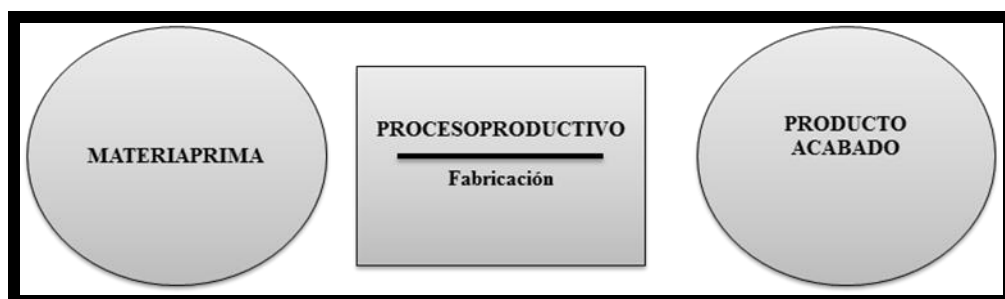 MATERIAPRIMA
PROCESOPRODUCTIVO
Fabricación
PRODUCTO
ACABADO